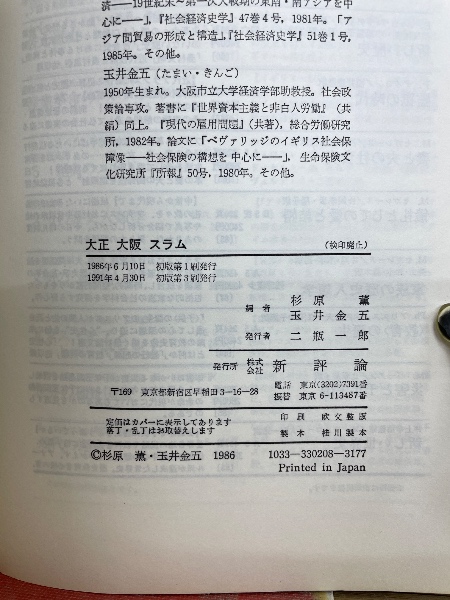 済――19世紀末～第一次大戦期の東南・南アジアを中
心に――」,『社会経済史学』47巻4号, 1981年。「ア
ジア間貿易の形成と構造」,『社会経済史学』51巻1号,
1985年。その他。
玉井金五(たまい・きんご)
1950年生まれ。大阪市立大学経済学部助教授。社会政
策論専攻。著書に『世界資本主義と非白人労働』(共
編)同上。『現代の雇用問題』(共著), 総合労働研究
所, 1982年。論文に「ベヴァリッジのイギリス社会保
障像――社会保険の構想を中心に――」, 生命保険文
化研究所『所報』50号, 1980年。その他。
大正 大阪 スラム (検印廃止)
1986年6月10日 初版第1刷発行
1991年4月30日 初版第3刷発行
編者 杉原薫
玉井金五
発行者 二瓶一郎
発行所 株式会社 新評論
〒169 東京都新宿区早稲田3-16-28
電話 東京(3202)7391番
振替 東京6-113487番
定価はカバーに表示してあります
落丁・乱丁はお取替えします
印刷 欧文整版
製本 桂川製本
©杉原 薫・玉井金五 1986
1033-330208-3177
Printed in Japan